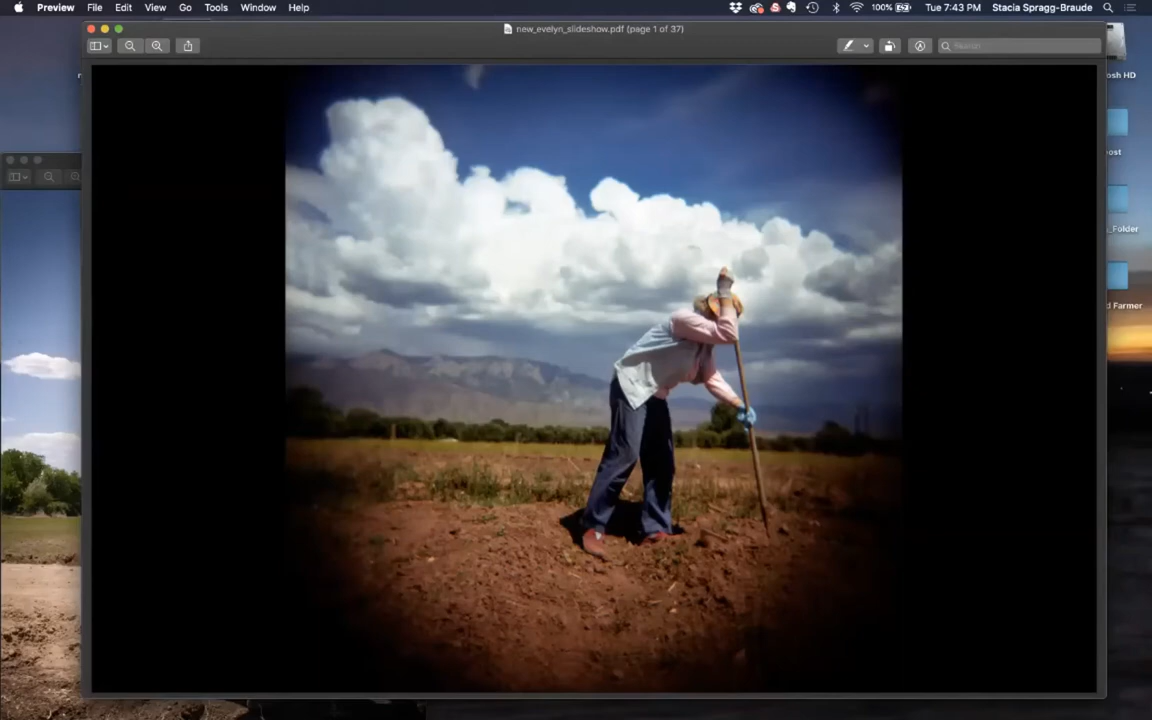 Preview File Edit View Go Tools Window Help 100% Tue 7:43 PM Stacia Spragg-Braude
new_evelyn_slideshow.pdf (page 1 of 37)
Search
osh HD
ost
_Folder
d Farmer